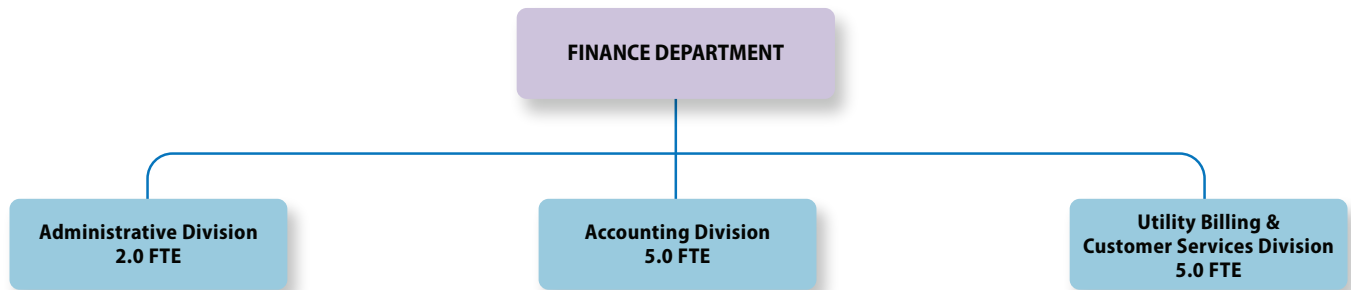 FINANCE DEPARTMENT
Administrative Division
2.0 FTE
Accounting Division
5.0 FTE
Utility Billing &
Customer Services Division
5.0 FTE